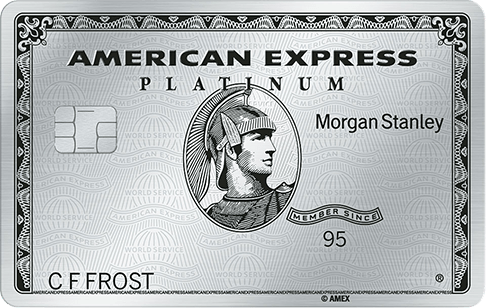 AMERICAN EXPRESS
PLATINUM
Morgan Stanley
MEMBER SINCE
95
C F FROST
®
© AMEX